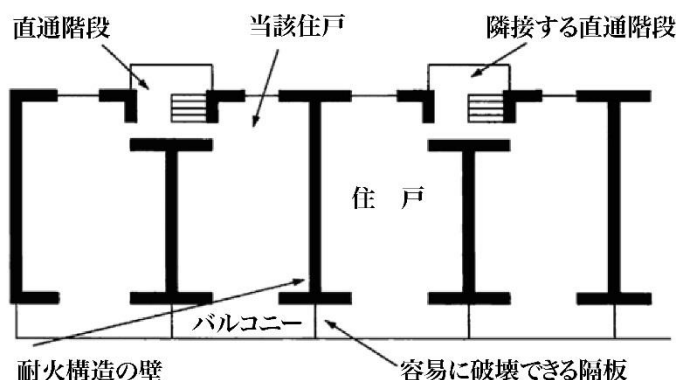 直通階段
当該住戸
隣接する直通階段
住 戸
バルコニー
耐火構造の壁
容易に破壊できる隔板